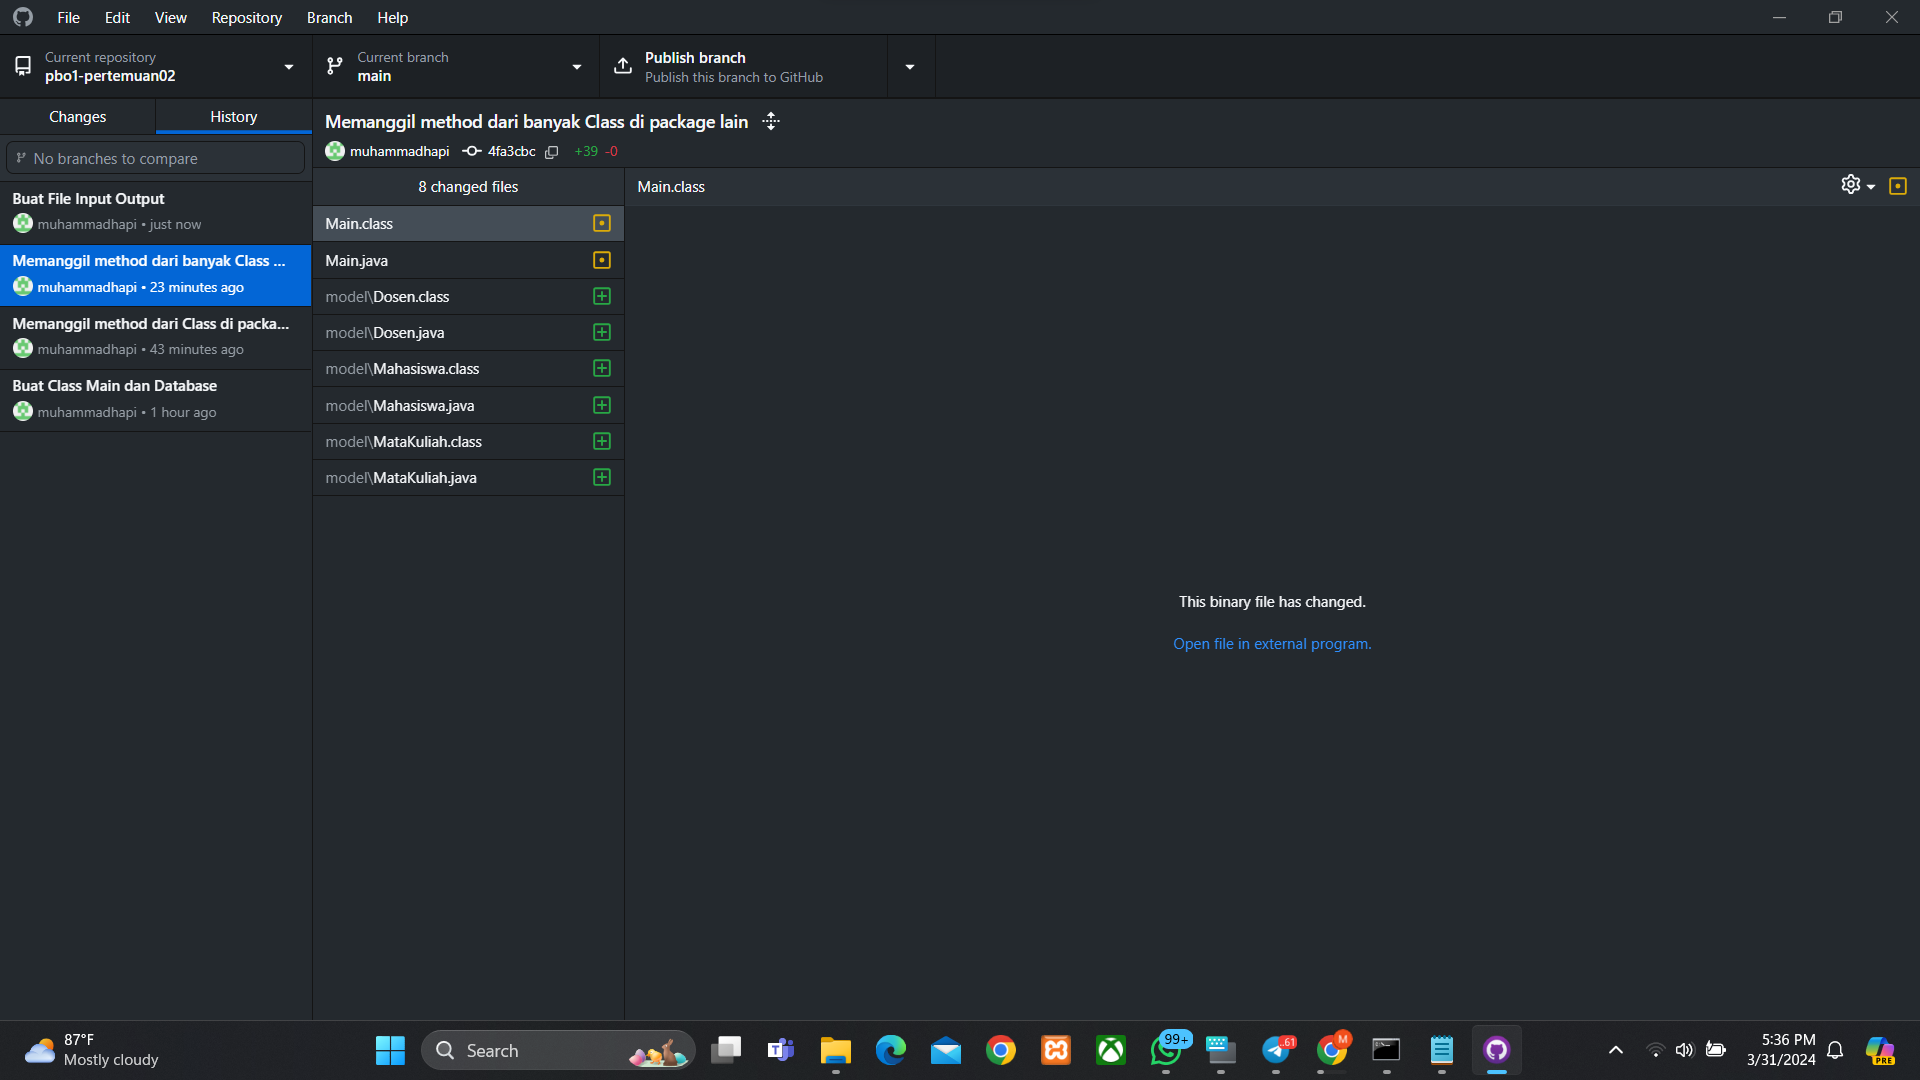 File Edit View Repository Branch Help
Current repository
pbo1-pertemuan02
Current branch
main
Publish branch
Publish this branch to GitHub
Changes
History
No branches to compare
Buat File Input Output
muhammadhapi • just now
Memanggil method dari banyak Class ...
muhammadhapi • 23 minutes ago
Memanggil method dari Class di packa...
muhammadhapi • 43 minutes ago
Buat Class Main dan Database
muhammadhapi • 1 hour ago
Memanggil method dari banyak Class di package lain
muhammadhapi 4fa3cbc +39 -0
8 changed files
Main.class
Main.java
model\Dosen.class
model\Dosen.java
model\Mahasiswa.class
model\Mahasiswa.java
model\MataKuliah.class
model\MataKuliah.java
Main.class
This binary file has changed.
Open file in external program.
87°F
Mostly cloudy
Search
99+
.61
M
5:36 PM
3/31/2024
PRE